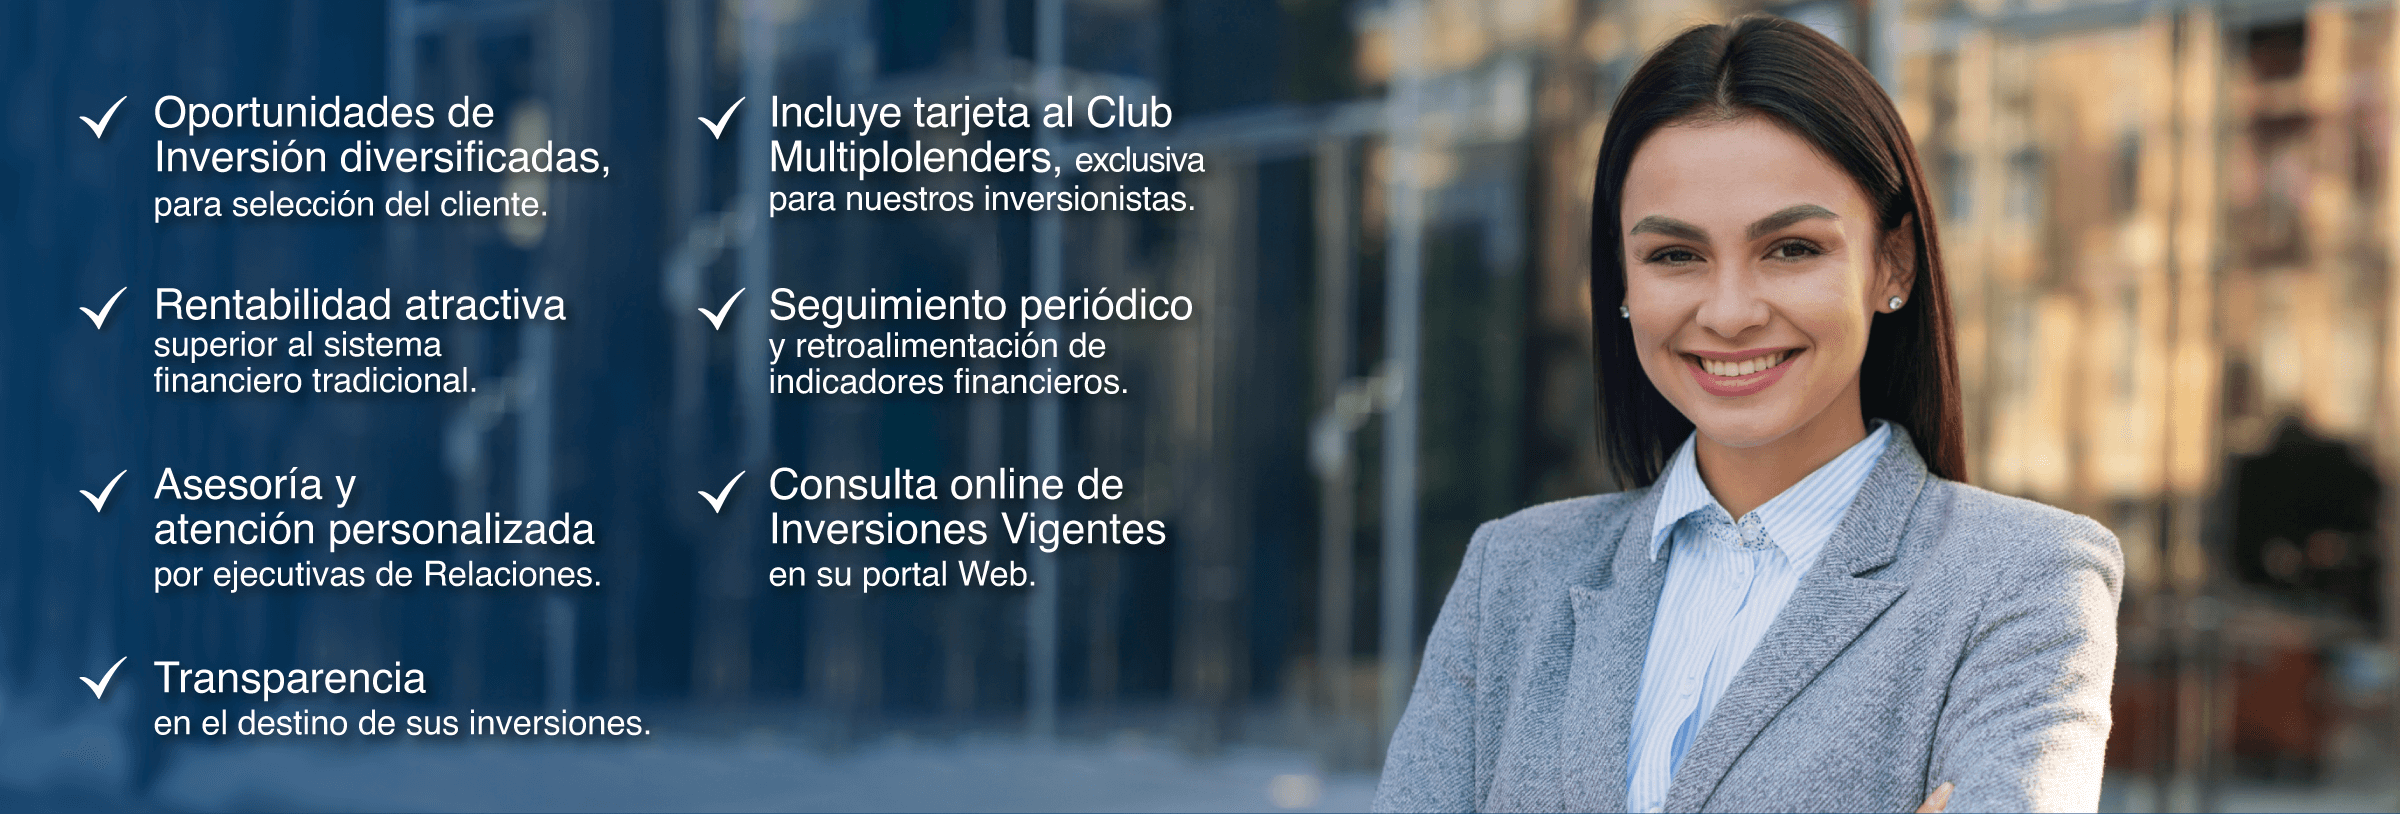 Oportunidades de
Inversión diversificadas,
para selección del cliente.
Rentabilidad atractiva
superior al sistema
financiero tradicional.
Asesoría y
atención personalizada
por ejecutivas de Relaciones.
Transparencia
en el destino de sus inversiones.
Incluye tarjeta al Club
Multiplolenders, exclusiva
para nuestros inversionistas.
Seguimiento periódico
y retroalimentación de
indicadores financieros.
Consulta online de
Inversiones Vigentes
en su portal Web.